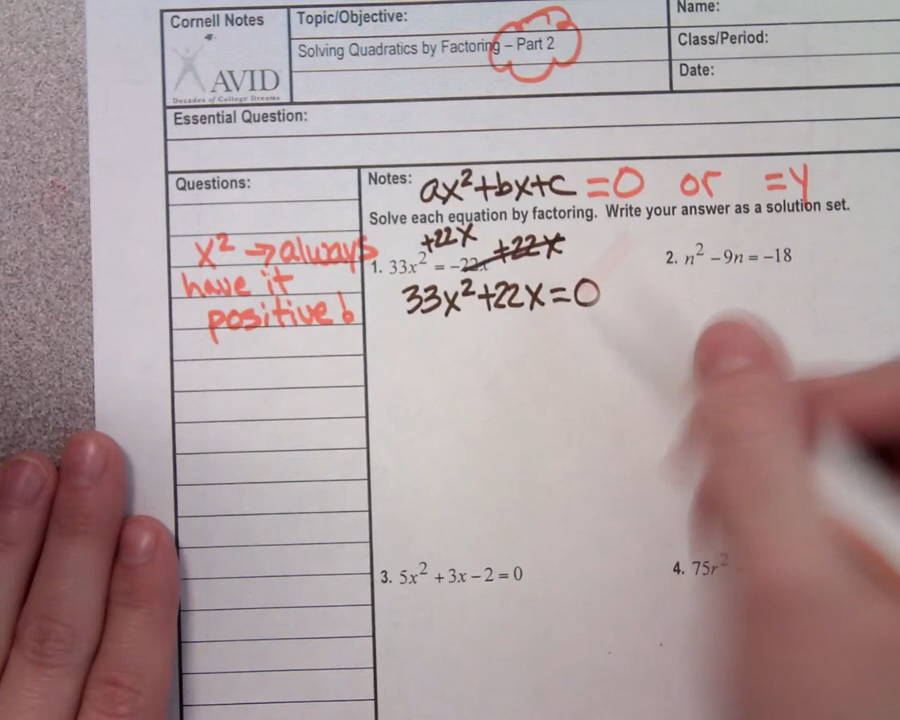 Cornell Notes
AVID
Decades of College Dreams
Topic/Objective:
Solving Quadratics by Factoring – Part 2
Name:
Class/Period:
Date:
Essential Question:
Questions:
x² → always
have it
positive!
Notes: ax²+bx+c =0 or =y
Solve each equation by factoring. Write your answer as a solution set.
+22x +22x
1. 33x² = -22x
33x²+22x=0
2. n² – 9n = –18
3. 5x² + 3x – 2 = 0
4. 75r²